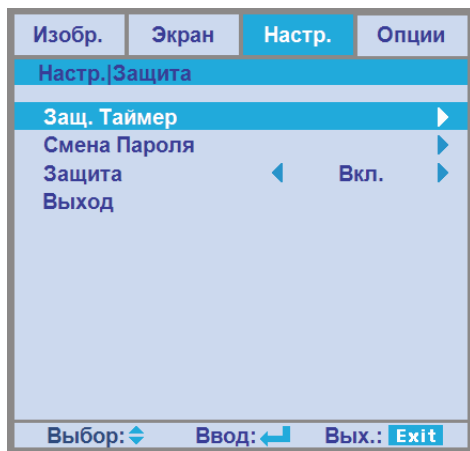 Изобр. Экран Настр. Опции
Настр.|Защита
Защ. Таймер
Смена Пароля
Защита Вкл.
Выход
Выбор: Ввод: Вых.: Exit